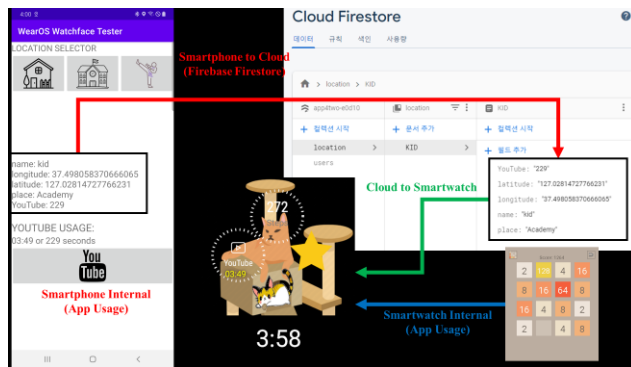 4:00
WearOS Watchface Tester
LOCATION SELECTOR
name: kid
longitude: 37.498058370666065
latitude: 127.02814727766231
place: Academy
YouTube: 229
YOUTUBE USAGE:
03:49 or 229 seconds
You
Tube
Smartphone Internal
(App Usage)
Smartphone to Cloud
(Firebase Firestore)
Cloud Firestore
데이터 규칙 색인 사용량
> location > KID
location
KID
+ 컬렉션 시작
+ 문서 추가
+ 컬렉션 시작
location >
KID >
+ 필드 추가
users
YouTube: "229"
latitude: "127.02814727766231"
longitude: "37.498058370666065"
name: "kid"
place: "Academy"
Cloud to Smartwatch
272
YouTube
03:49
3:58
Smartwatch Internal
(App Usage)
2 128 4 16
8 16 64 8
16 4 8 2
2 4 8